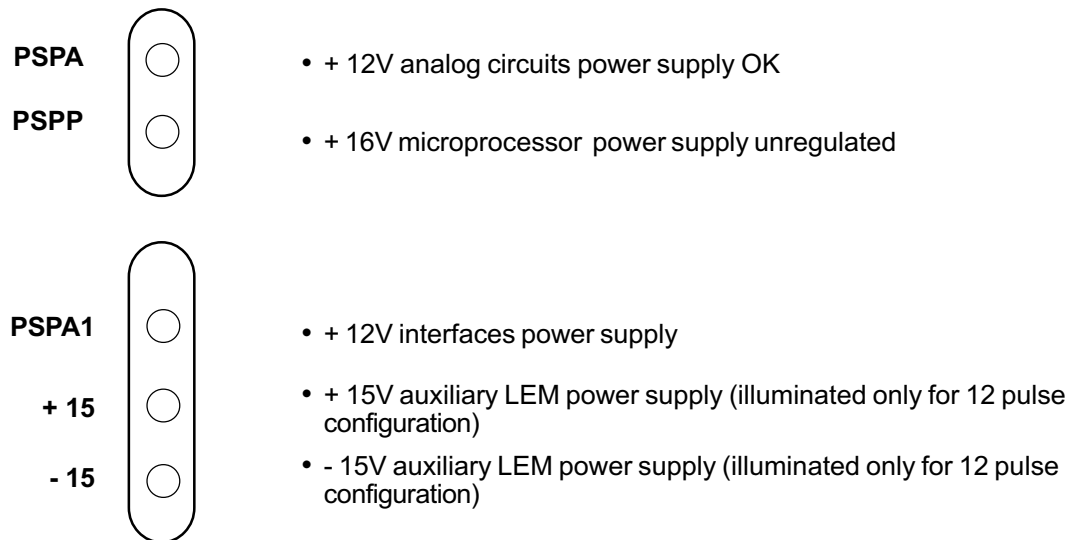 PSPA
• + 12V analog circuits power supply OK
PSPP
• + 16V microprocessor power supply unregulated
PSPA1
• + 12V interfaces power supply
+ 15
• + 15V auxiliary LEM power supply (illuminated only for 12 pulse
configuration)
- 15
• - 15V auxiliary LEM power supply (illuminated only for 12 pulse
configuration)